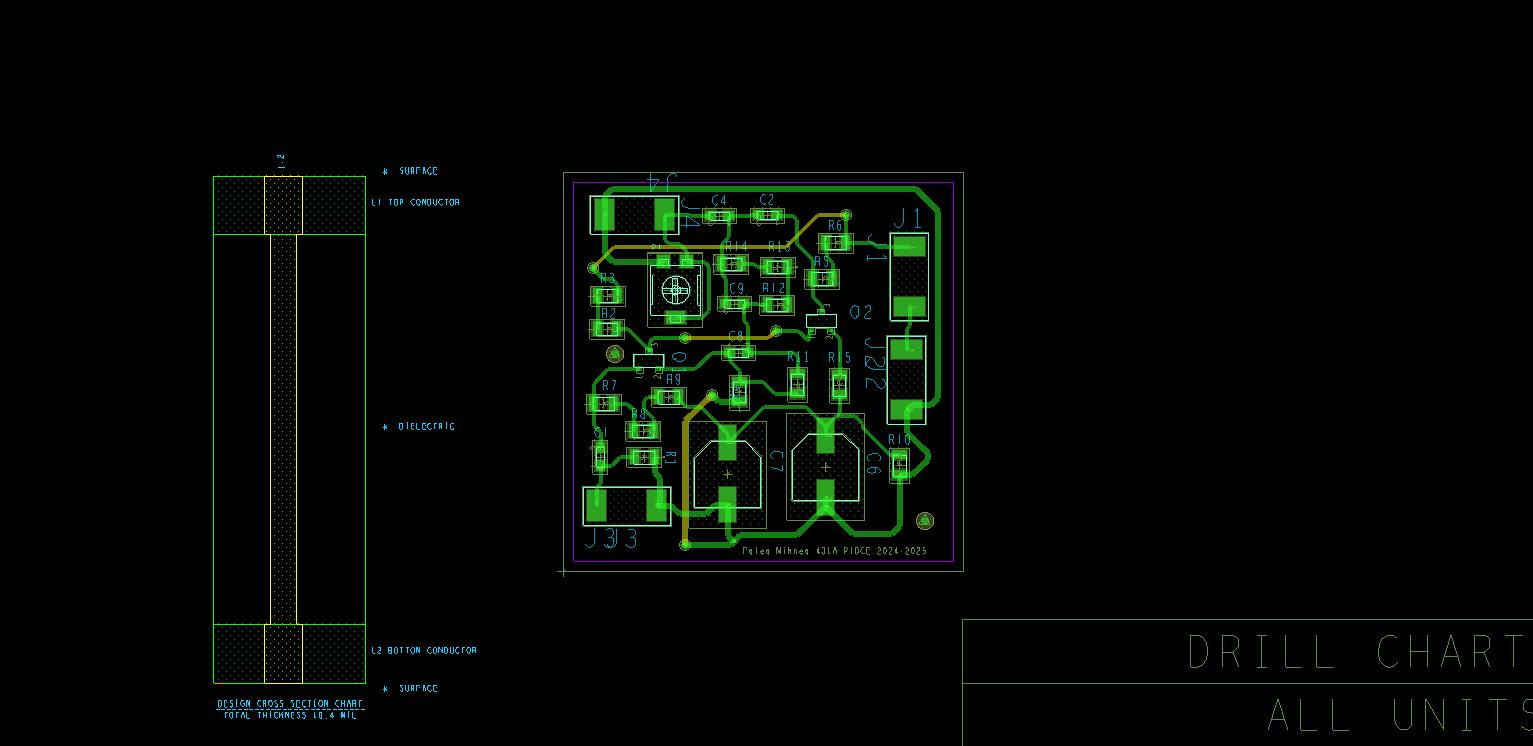 1-2
* SURFACE
L1 TOP CONDUCTOR
* DIELECTRIC
L2 BOTTON CONDUCTOR
* SURFACE
DESIGN CROSS SECTION CHART
TOTAL THICKNESS 10.4 MIL
J4
J4
C4
C2
J1
J1
R6
P1
R14
R13
R5
R3
C9
R12
R2
Q2
C8
J2
J2
Q1
R11
R15
R7
R9
R8
C1
R1
C7
C6
R10
J3
J3
Falea Mihnea 431A PIDCE 2024-2025
DRILL CHART
ALL UNITS